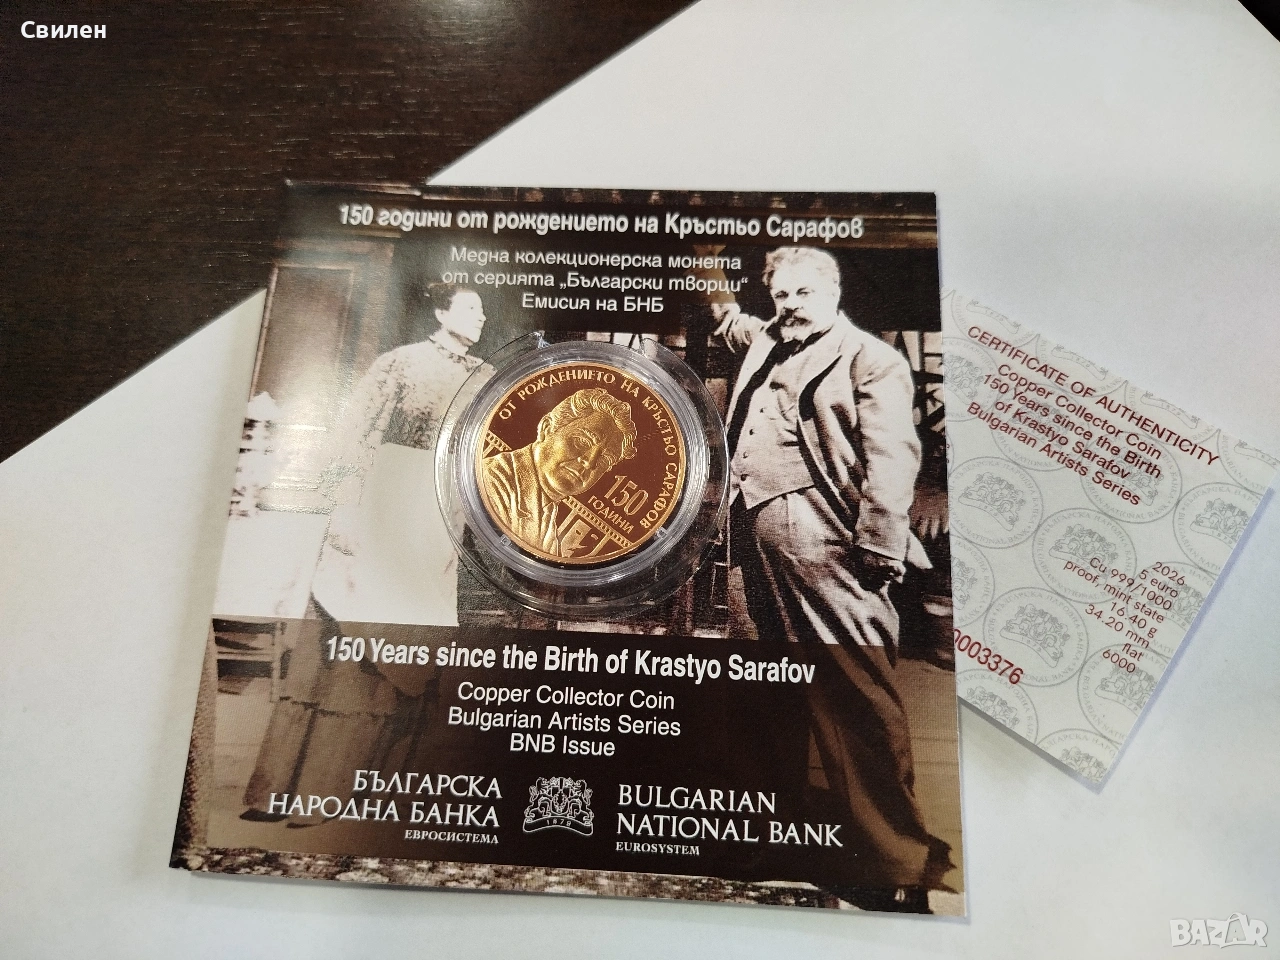 Свилен
150 години от рождението на Кръстьо Сарафов
Медна колекционерска монета
от серията „Български творци“
Емисия на БНБ
ОТ РОЖДЕНИЕТО НА КРЪСТЬО САРАФОВ
150
ГОДИНИ
150 Years since the Birth of Krastyo Sarafov
Copper Collector Coin
Bulgarian Artists Series
BNB Issue
БЪЛГАРСКА
НАРОДНА БАНКА
ЕВРОСИСТЕМА
1879
BULGARIAN
NATIONAL BANK
EUROSYSTEM
CERTIFICATE OF AUTHENTICITY
Copper Collector Coin
150 Years since the Birth
of Krastyo Sarafov
Bulgarian Artists Series
2026
5 euro
Cu 999/1000
proof, mint state
16.40 g
34.20 mm
flat
6000
0003376
BAZAR